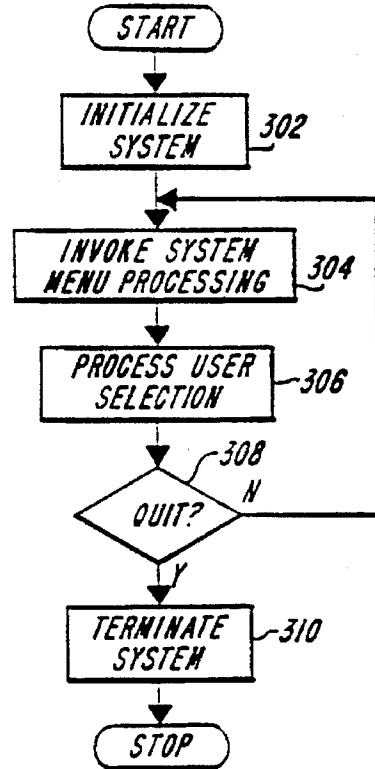 START
INITIALIZE
SYSTEM
302
INVOKE SYSTEM
MENU PROCESSING
304
PROCESS USER
SELECTION
306
308
QUIT?
N
Y
TERMINATE
SYSTEM
310
STOP